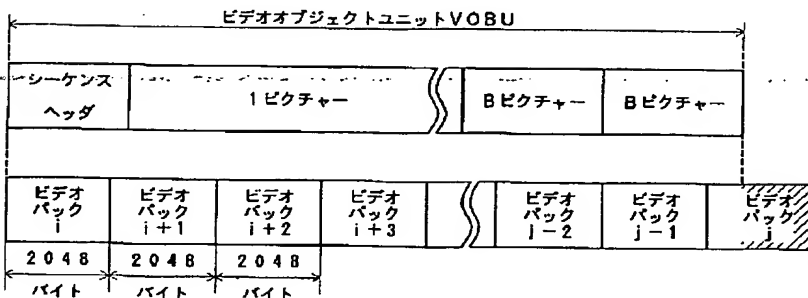 ビデオオブジェクトユニットVOBU
シーケンス
ヘッダ
1ピクチャー
Bピクチャー
Bピクチャー
ビデオ
パック
i
ビデオ
パック
i+1
ビデオ
パック
i+2
ビデオ
パック
i+3
ビデオ
パック
j-2
ビデオ
パック
j-1
ビデオ
パック
j
2048
バイト
2048
バイト
2048
バイト